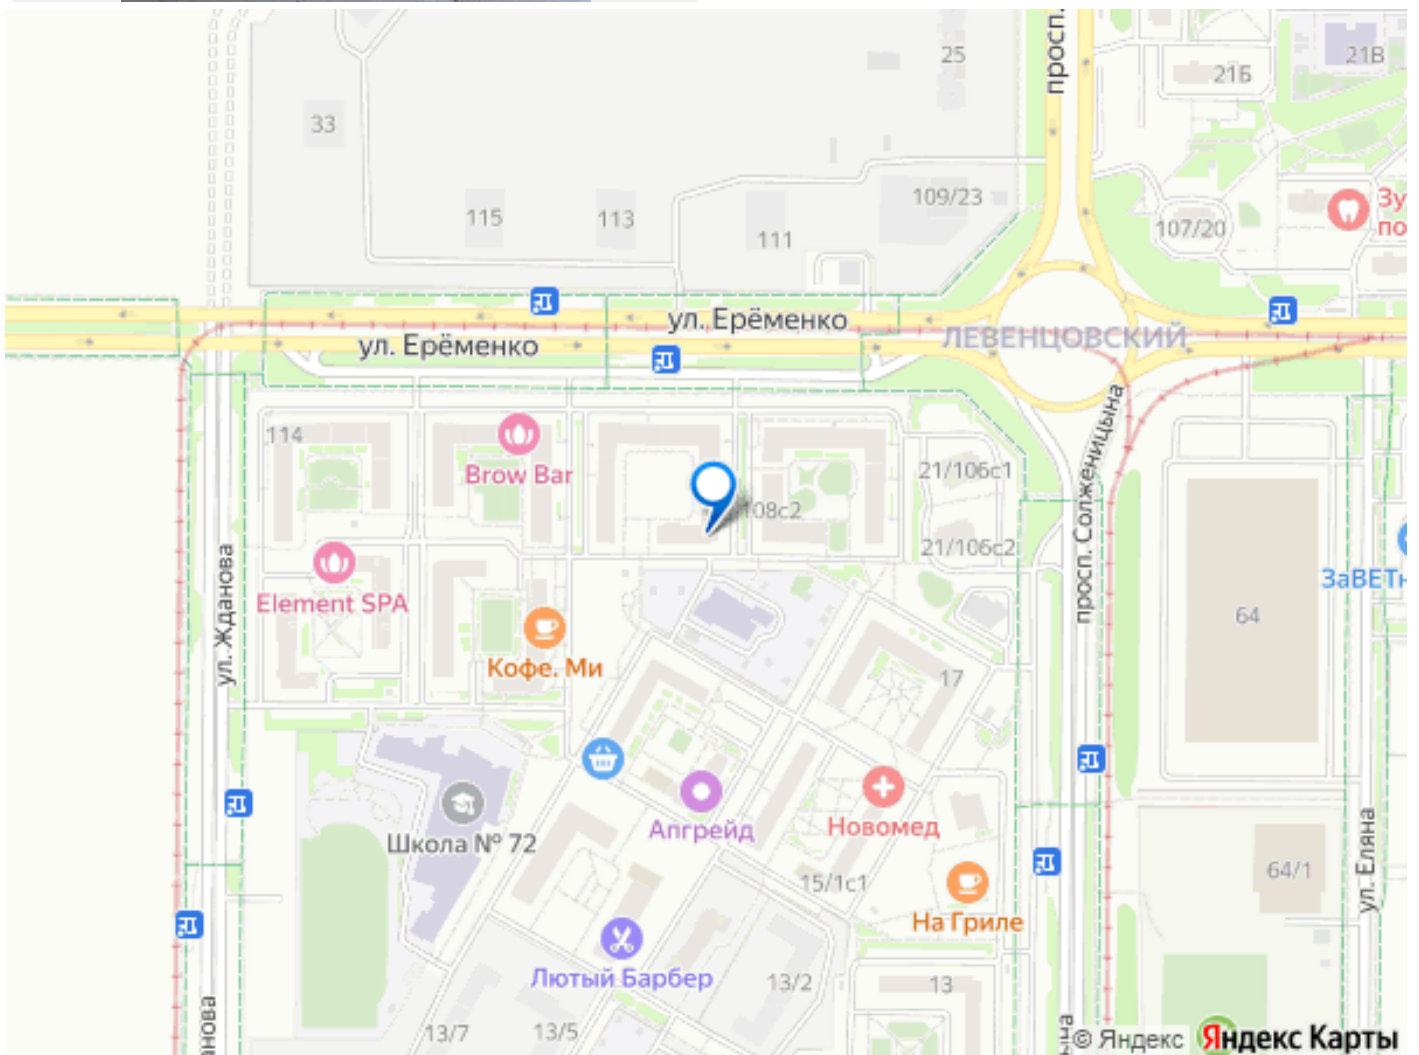 просп.
25
21Б
21В
33
109/23
115
113
111
107/20
Зу
по
ул. Ерёменко
ул. Ерёменко
ЛЕВЕНЦОВСКИЙ
114
Brow Bar
108с2
21/106с1
21/106с2
просп. Солженицына
ул. Жданова
Element SPA
Кофе. Ми
ЗаВЕТн
64
17
Школа № 72
Апгрейд
Новомед
15/1с1
На Гриле
64/1
ул. Еляна
Лютый Барбер
13/2
13
13/7
13/5
анова
ына
© Яндекс Яндекс Карты